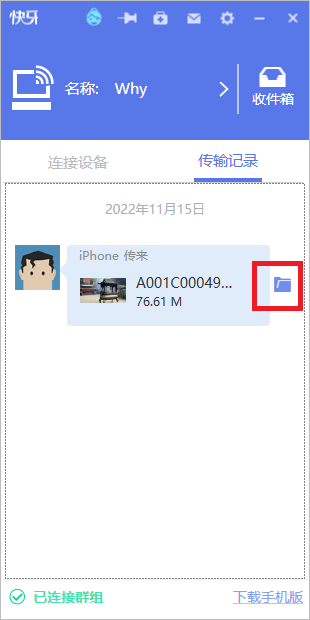 快牙
名称: Why
收件箱
连接设备
传输记录
2022年11月15日
iPhone 传来
A001C00049...
76.61 M
已连接群组
下载手机版